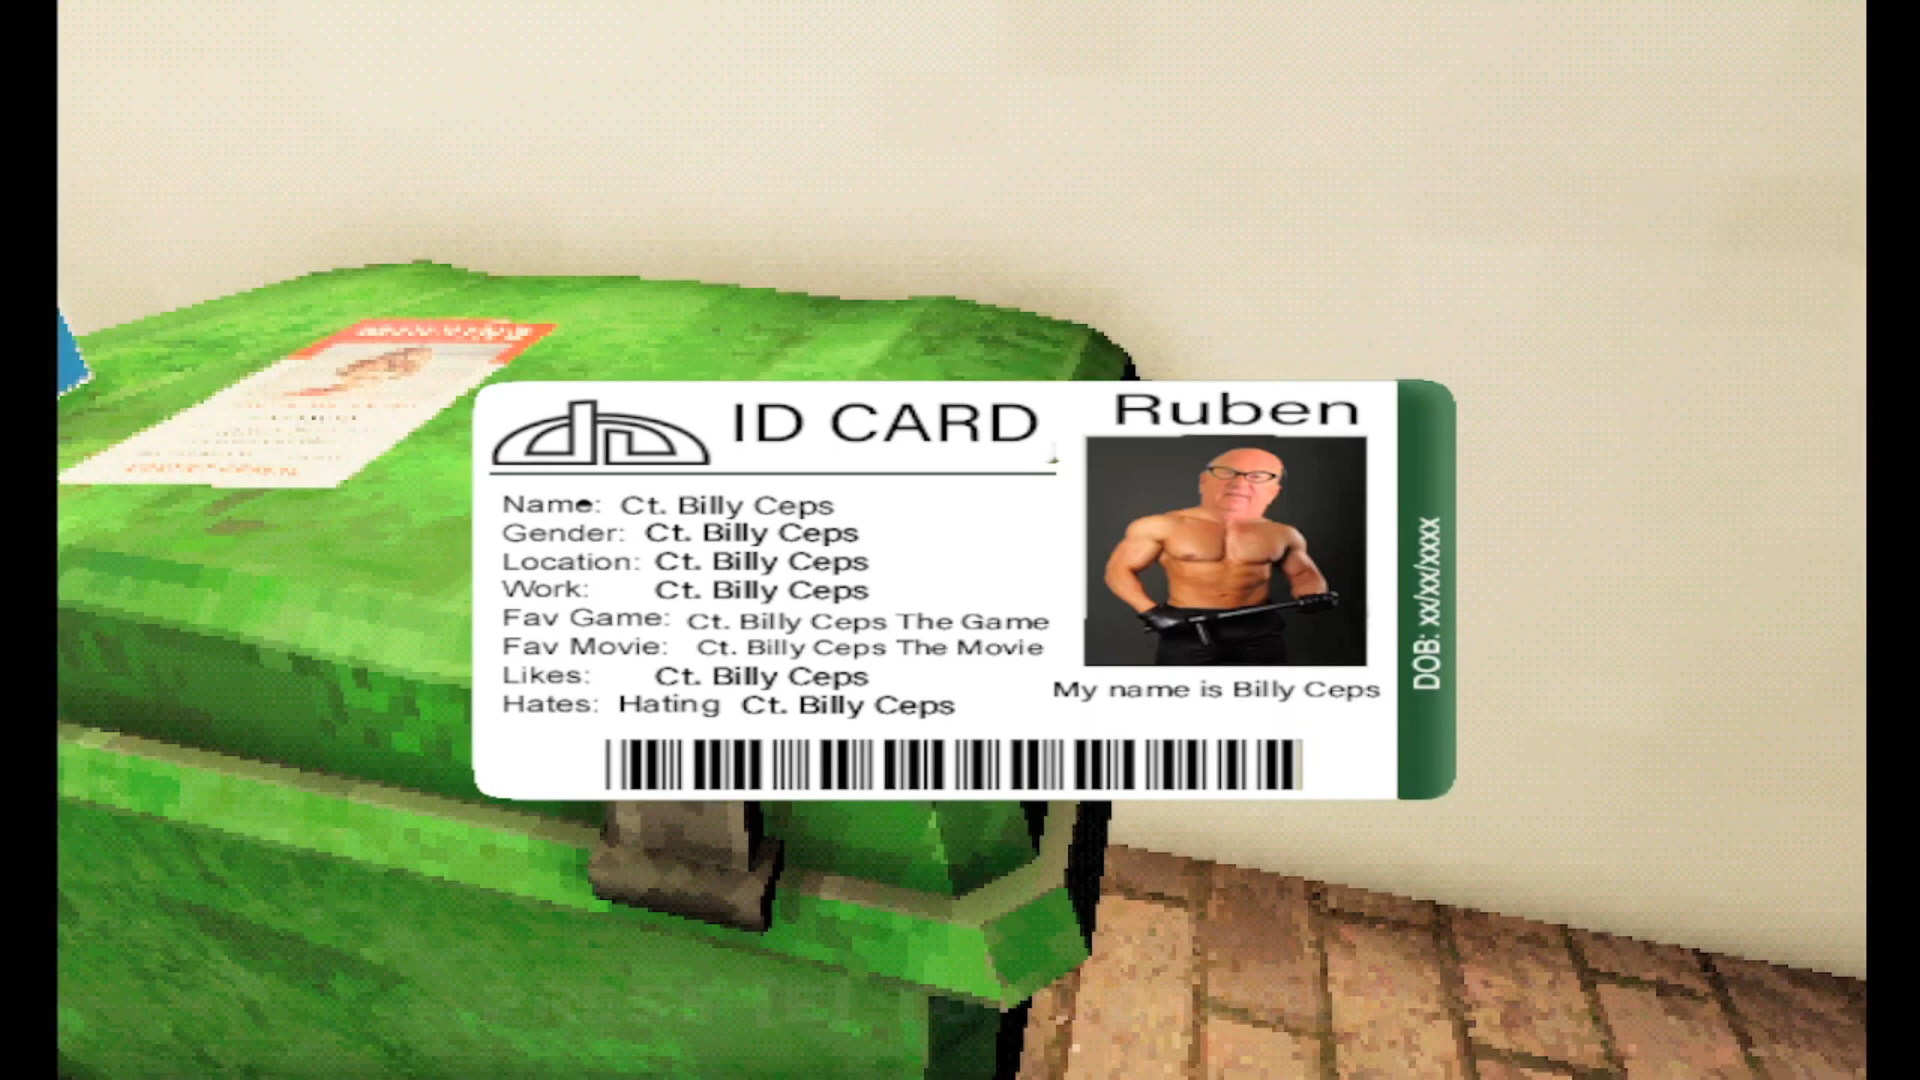 ID CARD
Name: Ct. Billy Ceps
Gender: Ct. Billy Ceps
Location: Ct. Billy Ceps
Work: Ct. Billy Ceps
Fav Game: Ct. Billy Ceps The Game
Fav Movie: Ct. Billy Ceps The Movie
Likes: Ct. Billy Ceps
Hates: Hating Ct. Billy Ceps
Ruben
My name is Billy Ceps
DOB: xx/xx/xxxx